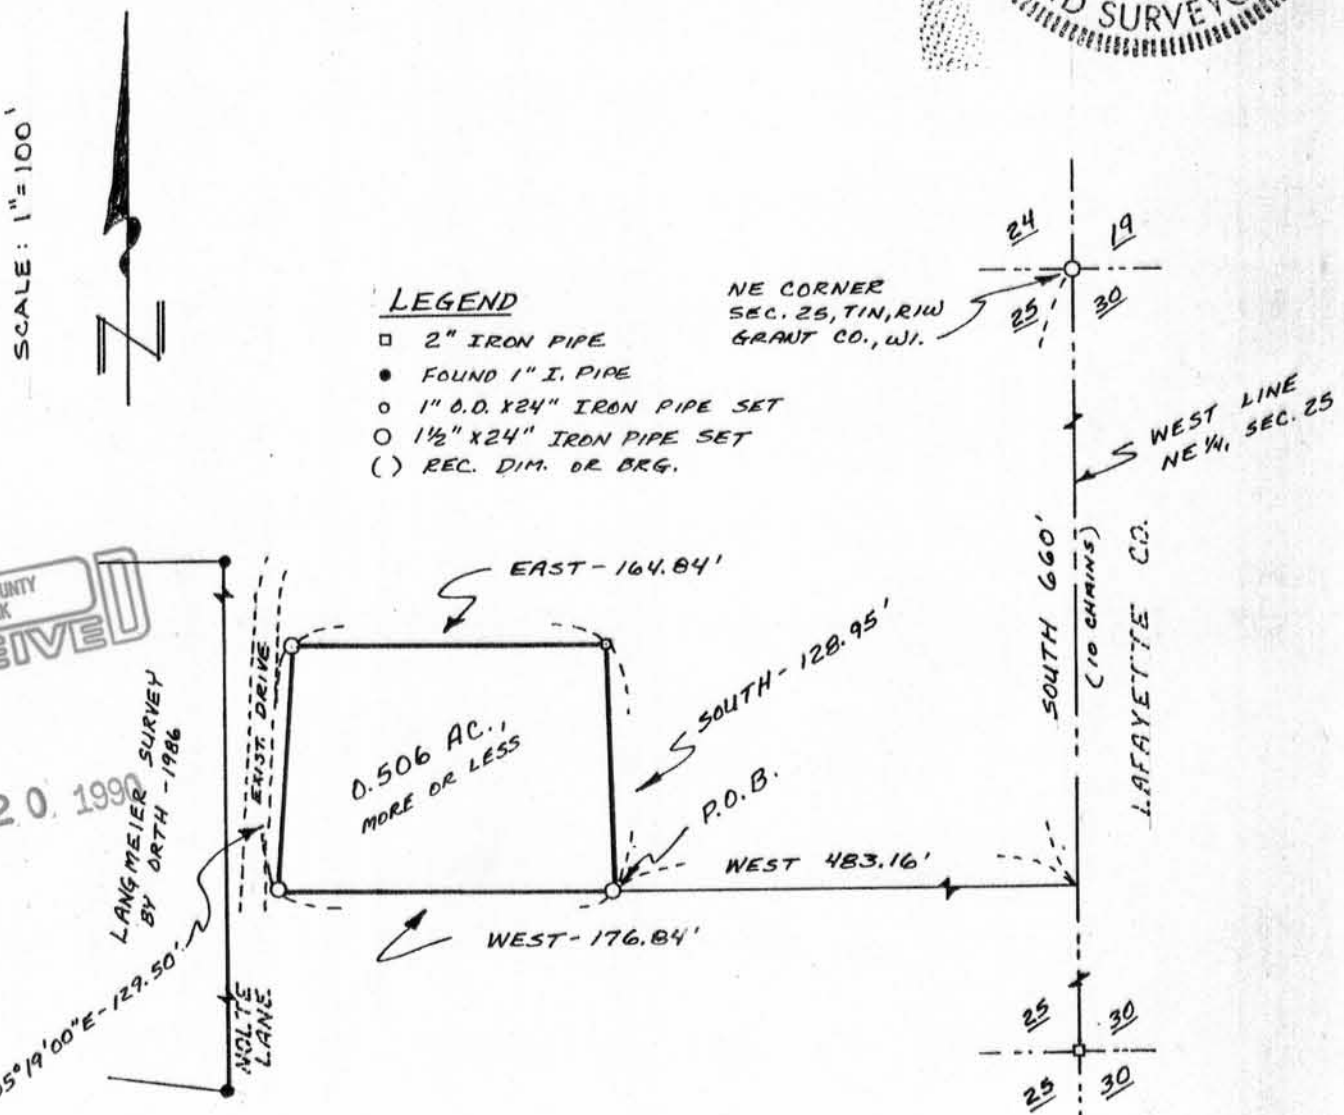 D SURVEYO
SCALE: 1"=100'
24
19
25
30
NE CORNER
SEC. 25, T1N, R1W
GRANT CO., WI.
LEGEND
2" IRON PIPE
FOUND 1" I. PIPE
1" O.D. X24" IRON PIPE SET
1½" X24" IRON PIPE SET
( ) REC. DIM. OR BRG.
WEST LINE
NE ¼, SEC. 25
SOUTH 660'
(10 CHAINS)
LAFAYETTE CO.
EAST - 164.84'
UNTY
K
EIVED
20. 1990
LANGMEIER SURVEY
BY ORTH - 1986
EXIST. DRIVE
0.506 AC.,
MORE OR LESS
SOUTH - 128.95'
P.O.B.
WEST 483.16'
WEST - 176.84'
05°19'00"E - 129.50'
NOLTE
LANE
25
30
25
30